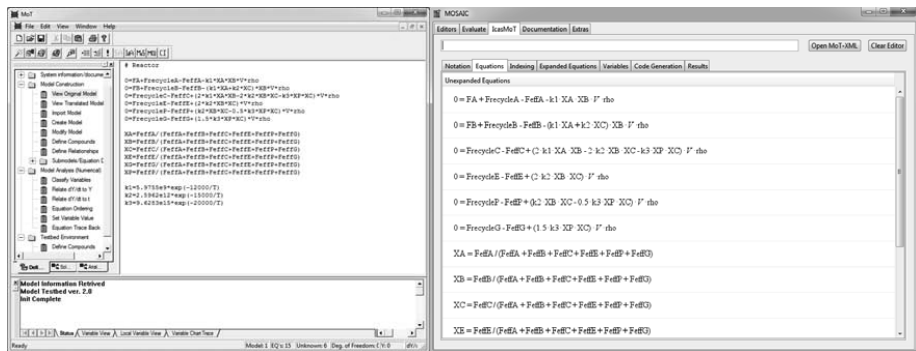 MoT
File Edit View Window Help
System information/docume
Model Construction
View Original Model
View Translated Model
Import Model
Create Model
Modify Model
Define Compounds
Define Relationships
Submodels/Equation D
Model Analysis (Numerical)
Classify Variables
Relate dY/dt to Y
Relate dY/dt to t
Equation Ordering
Set Variable Value
Equation Trace Back
Testbed Environment
Define Compounds
# Reactor
0=FA+FrecycleA-FeffA-k1*XA*XB*V*rho
0=FB+FrecycleB-FeffB-(k1*XA+k2*XC)*XB*V*rho
0=FrecycleC-FeffC+(2*k1*XA*XB-2*k2*XB*XC-k3*XP*XC)*V*rho
0=FrecycleE-FeffE+(2*k2*XB*XC)*V*rho
0=FrecycleP-FeffP+(k2*XB*XC-0.5*k3*XP*XC)*V*rho
0=FrecycleG-FeffG+(1.5*k3*XP*XC)*V*rho
XA=FeffA/(FeffA+FeffB+FeffC+FeffE+FeffP+FeffG)
XB=FeffB/(FeffA+FeffB+FeffC+FeffE+FeffP+FeffG)
XC=FeffC/(FeffA+FeffB+FeffC+FeffE+FeffP+FeffG)
XE=FeffE/(FeffA+FeffB+FeffC+FeffE+FeffP+FeffG)
XG=FeffG/(FeffA+FeffB+FeffC+FeffE+FeffP+FeffG)
XP=FeffP/(FeffA+FeffB+FeffC+FeffE+FeffP+FeffG)
k1=5.9755e9*exp(-12000/T)
k2=2.5962e12*exp(-15000/T)
k3=9.6283e15*exp(-20000/T)
Model Information Retrived
Model Testbed ver. 2.0
Init Complete
Status Variable View Local Variable View Variable Chart Trace
Ready Model: 1 EQ's: 15 Unknown: 6 Deg. of Freedom: Y: 0
MOSAIC
Editors Evaluate IcasMoT Documentation Extras
Open MoT-XML Clear Editor
Notation Equations Indexing Expanded Equations Variables Code Generation Results
Unexpanded Equations
0 = FA + FrecycleA - FeffA - k1· XA· XB· V· rho
0 = FB + FrecycleB - FeffB - (k1· XA + k2· XC)· XB· V· rho
0 = FrecycleC - FeffC + (2· k1· XA· XB - 2· k2· XB· XC - k3· XP· XC)· V· rho
0 = FrecycleE - FeffE + (2· k2· XB· XC)· V· rho
0 = FrecycleP - FeffP + (k2· XB· XC - 0.5· k3· XP· XC)· V· rho
0 = FrecycleG - FeffG + (1.5· k3· XP· XC)· V· rho
XA = FeffA / (FeffA + FeffB + FeffC + FeffE + FeffP + FeffG)
XB = FeffB / (FeffA + FeffB + FeffC + FeffE + FeffP + FeffG)
XC = FeffC / (FeffA + FeffB + FeffC + FeffE + FeffP + FeffG)
XE = FeffE / (FeffA + FeffB + FeffC + FeffE + FeffP + FeffG)